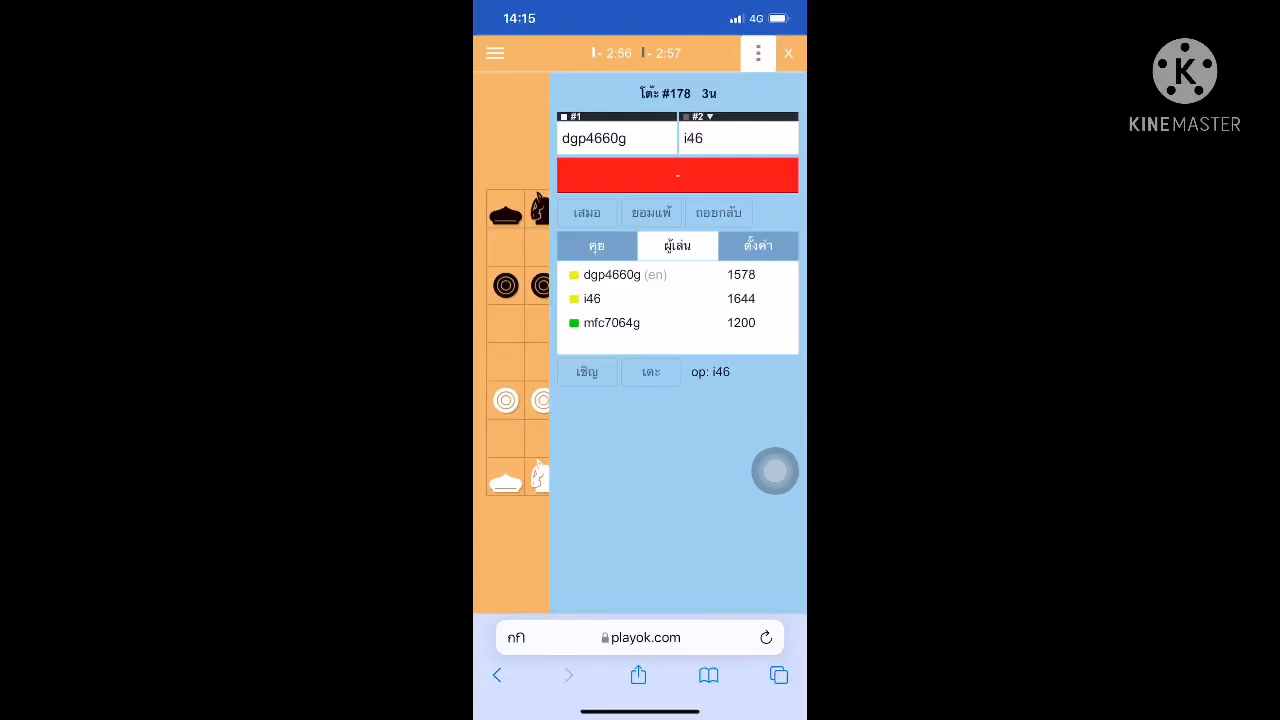 14:15
4G
- 2:56 - 2:57
X
โต๊ะ #178 3น
#1
#2
dgp4660g
i46
-
เสมอ
ยอมแพ้
ถอยกลับ
คุย
ผู้เล่น
ตั้งค่า
dgp4660g (en) 1578
i46 1644
mfc7064g 1200
เชิญ
เตะ
op: i46
กกา
playok.com
K
KINEMASTER